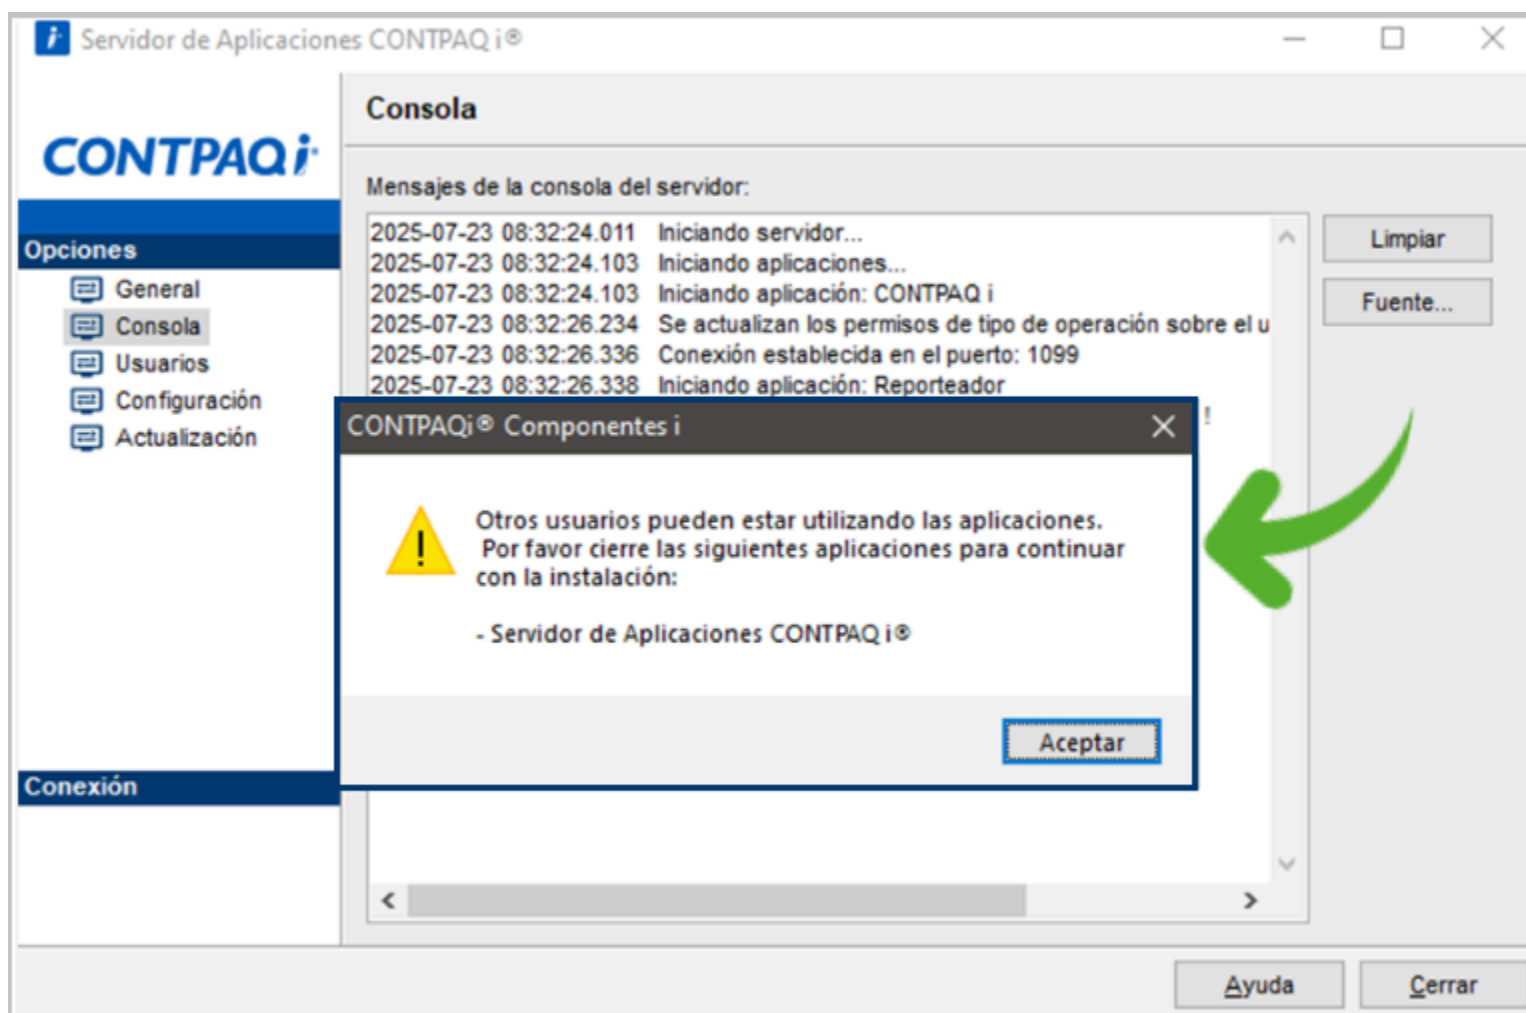 Servidor de Aplicaciones CONTPAQ i®
CONTPAQi
Opciones
General
Consola
Usuarios
Configuración
Actualización
Conexión
Consola
Mensajes de la consola del servidor:
2025-07-23 08:32:24.011 Iniciando servidor...
2025-07-23 08:32:24.103 Iniciando aplicaciones...
2025-07-23 08:32:24.103 Iniciando aplicación: CONTPAQ i
2025-07-23 08:32:26.234 Se actualizan los permisos de tipo de operación sobre el u
2025-07-23 08:32:26.336 Conexión establecida en el puerto: 1099
2025-07-23 08:32:26.338 Iniciando aplicación: Reporteador
!
Limpiar
Fuente...
CONTPAQi® Componentes i
Otros usuarios pueden estar utilizando las aplicaciones.
Por favor cierre las siguientes aplicaciones para continuar
con la instalación:
- Servidor de Aplicaciones CONTPAQ i®
Aceptar
Ayuda
Cerrar